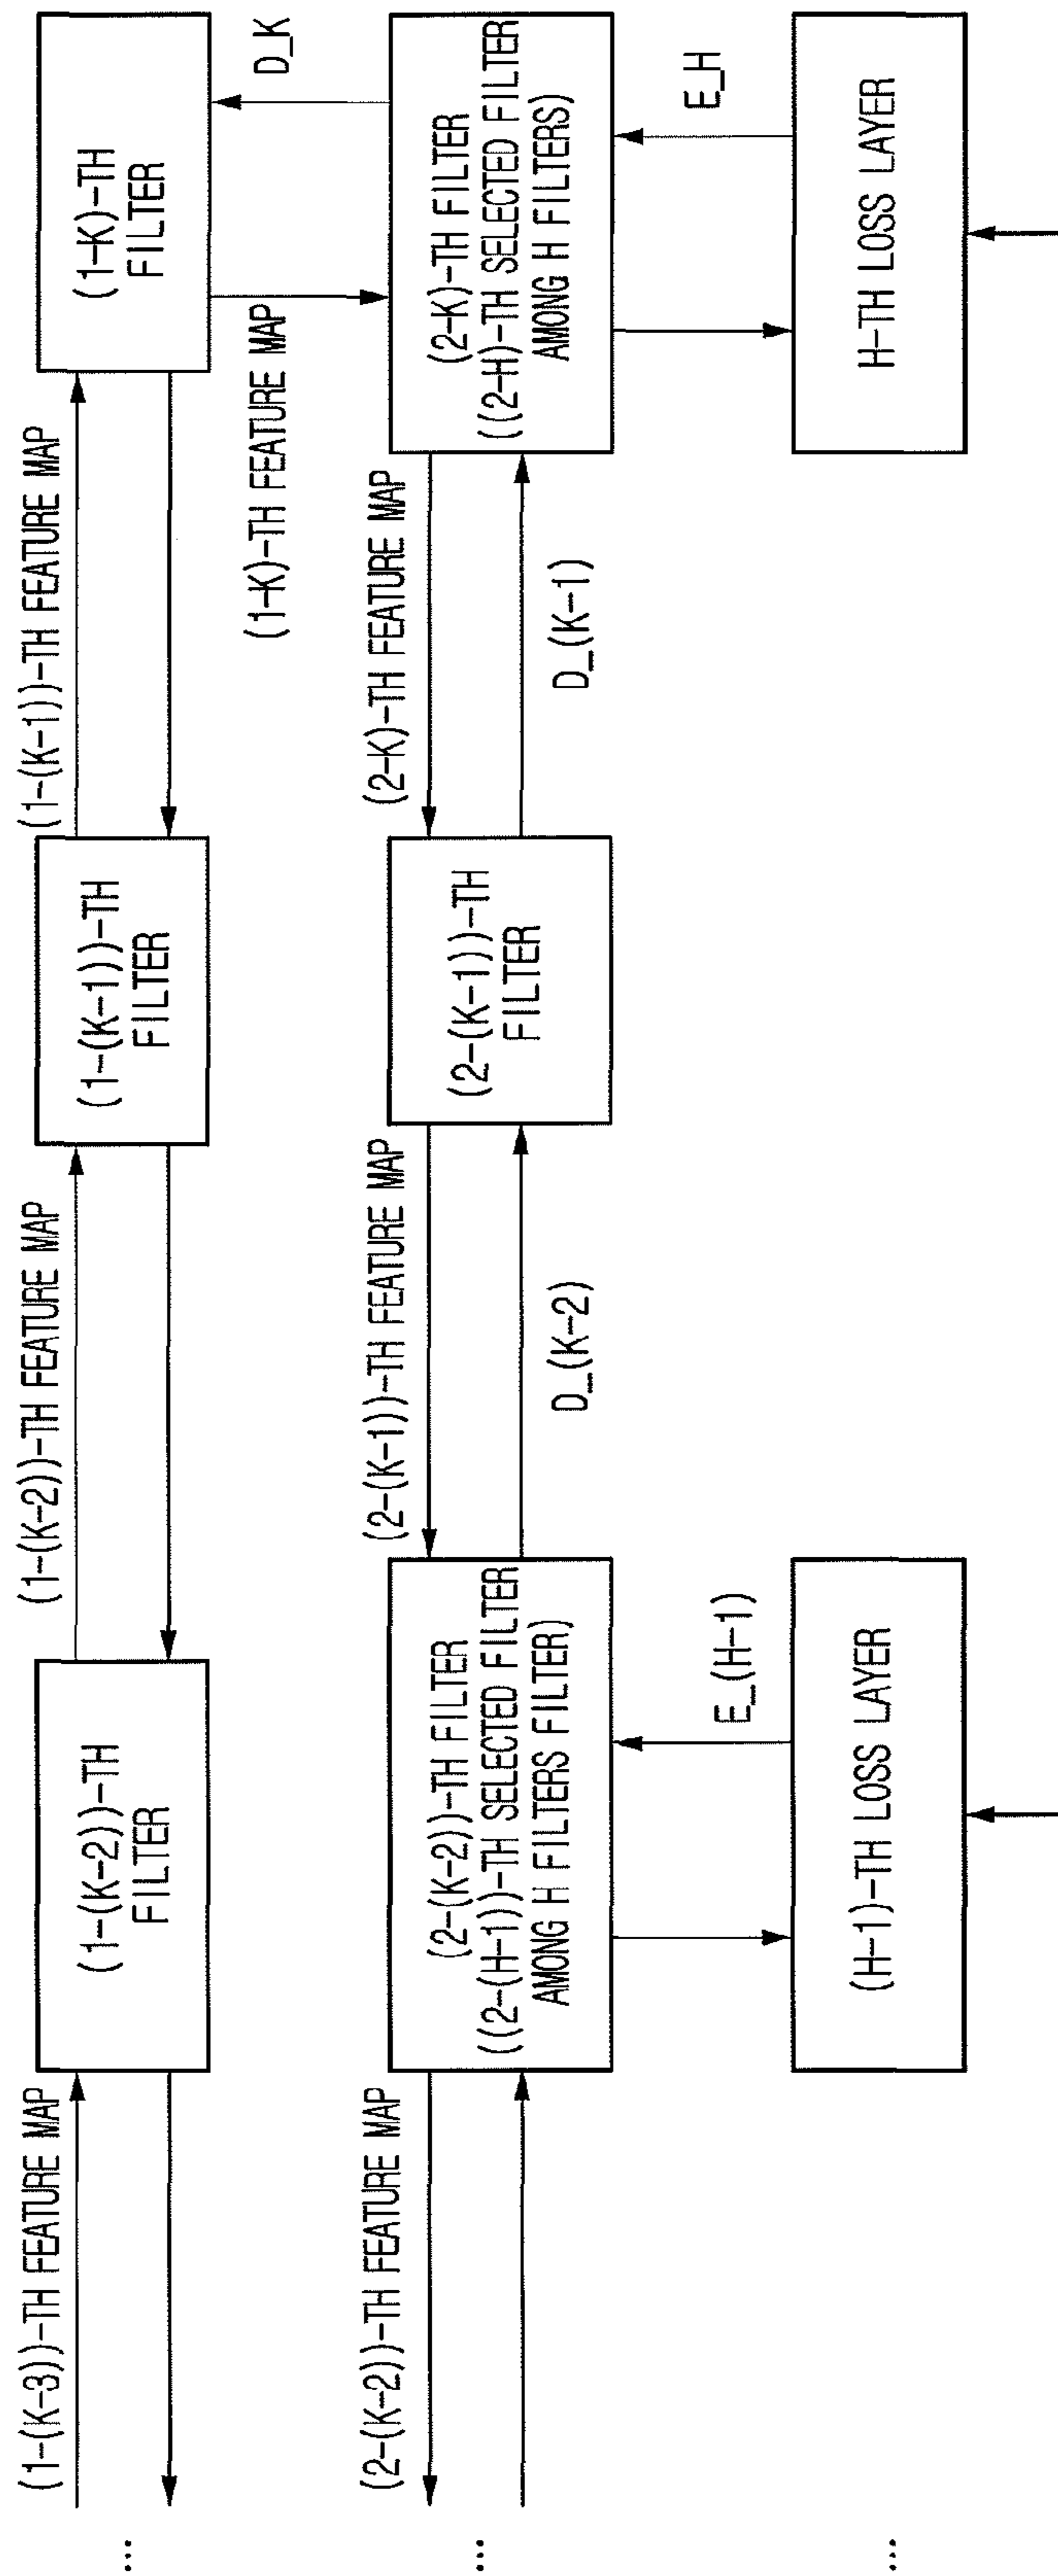 (1-(K-3))-TH FEATURE MAP
(1-(K-2))-TH
FILTER
(1-(K-2))-TH FEATURE MAP
(1-(K-1))-TH
FILTER
(1-(K-1))-TH FEATURE MAP
(1-K)-TH
FILTER
...
(1-K)-TH FEATURE MAP
D_K
(2-(K-2))-TH FEATURE MAP
(2-(K-2))-TH FILTER
((2-(H-1))-TH SELECTED FILTER
AMONG H FILTERS FILTER)
(2-(K-1))-TH FEATURE MAP
D_(K-2)
(2-(K-1))-TH
FILTER
(2-K)-TH FEATURE MAP
D_(K-1)
(2-K)-TH FILTER
((2-H)-TH SELECTED FILTER
AMONG H FILTERS)
...
E_(H-1)
E_H
(H-1)-TH LOSS LAYER
H-TH LOSS LAYER
...